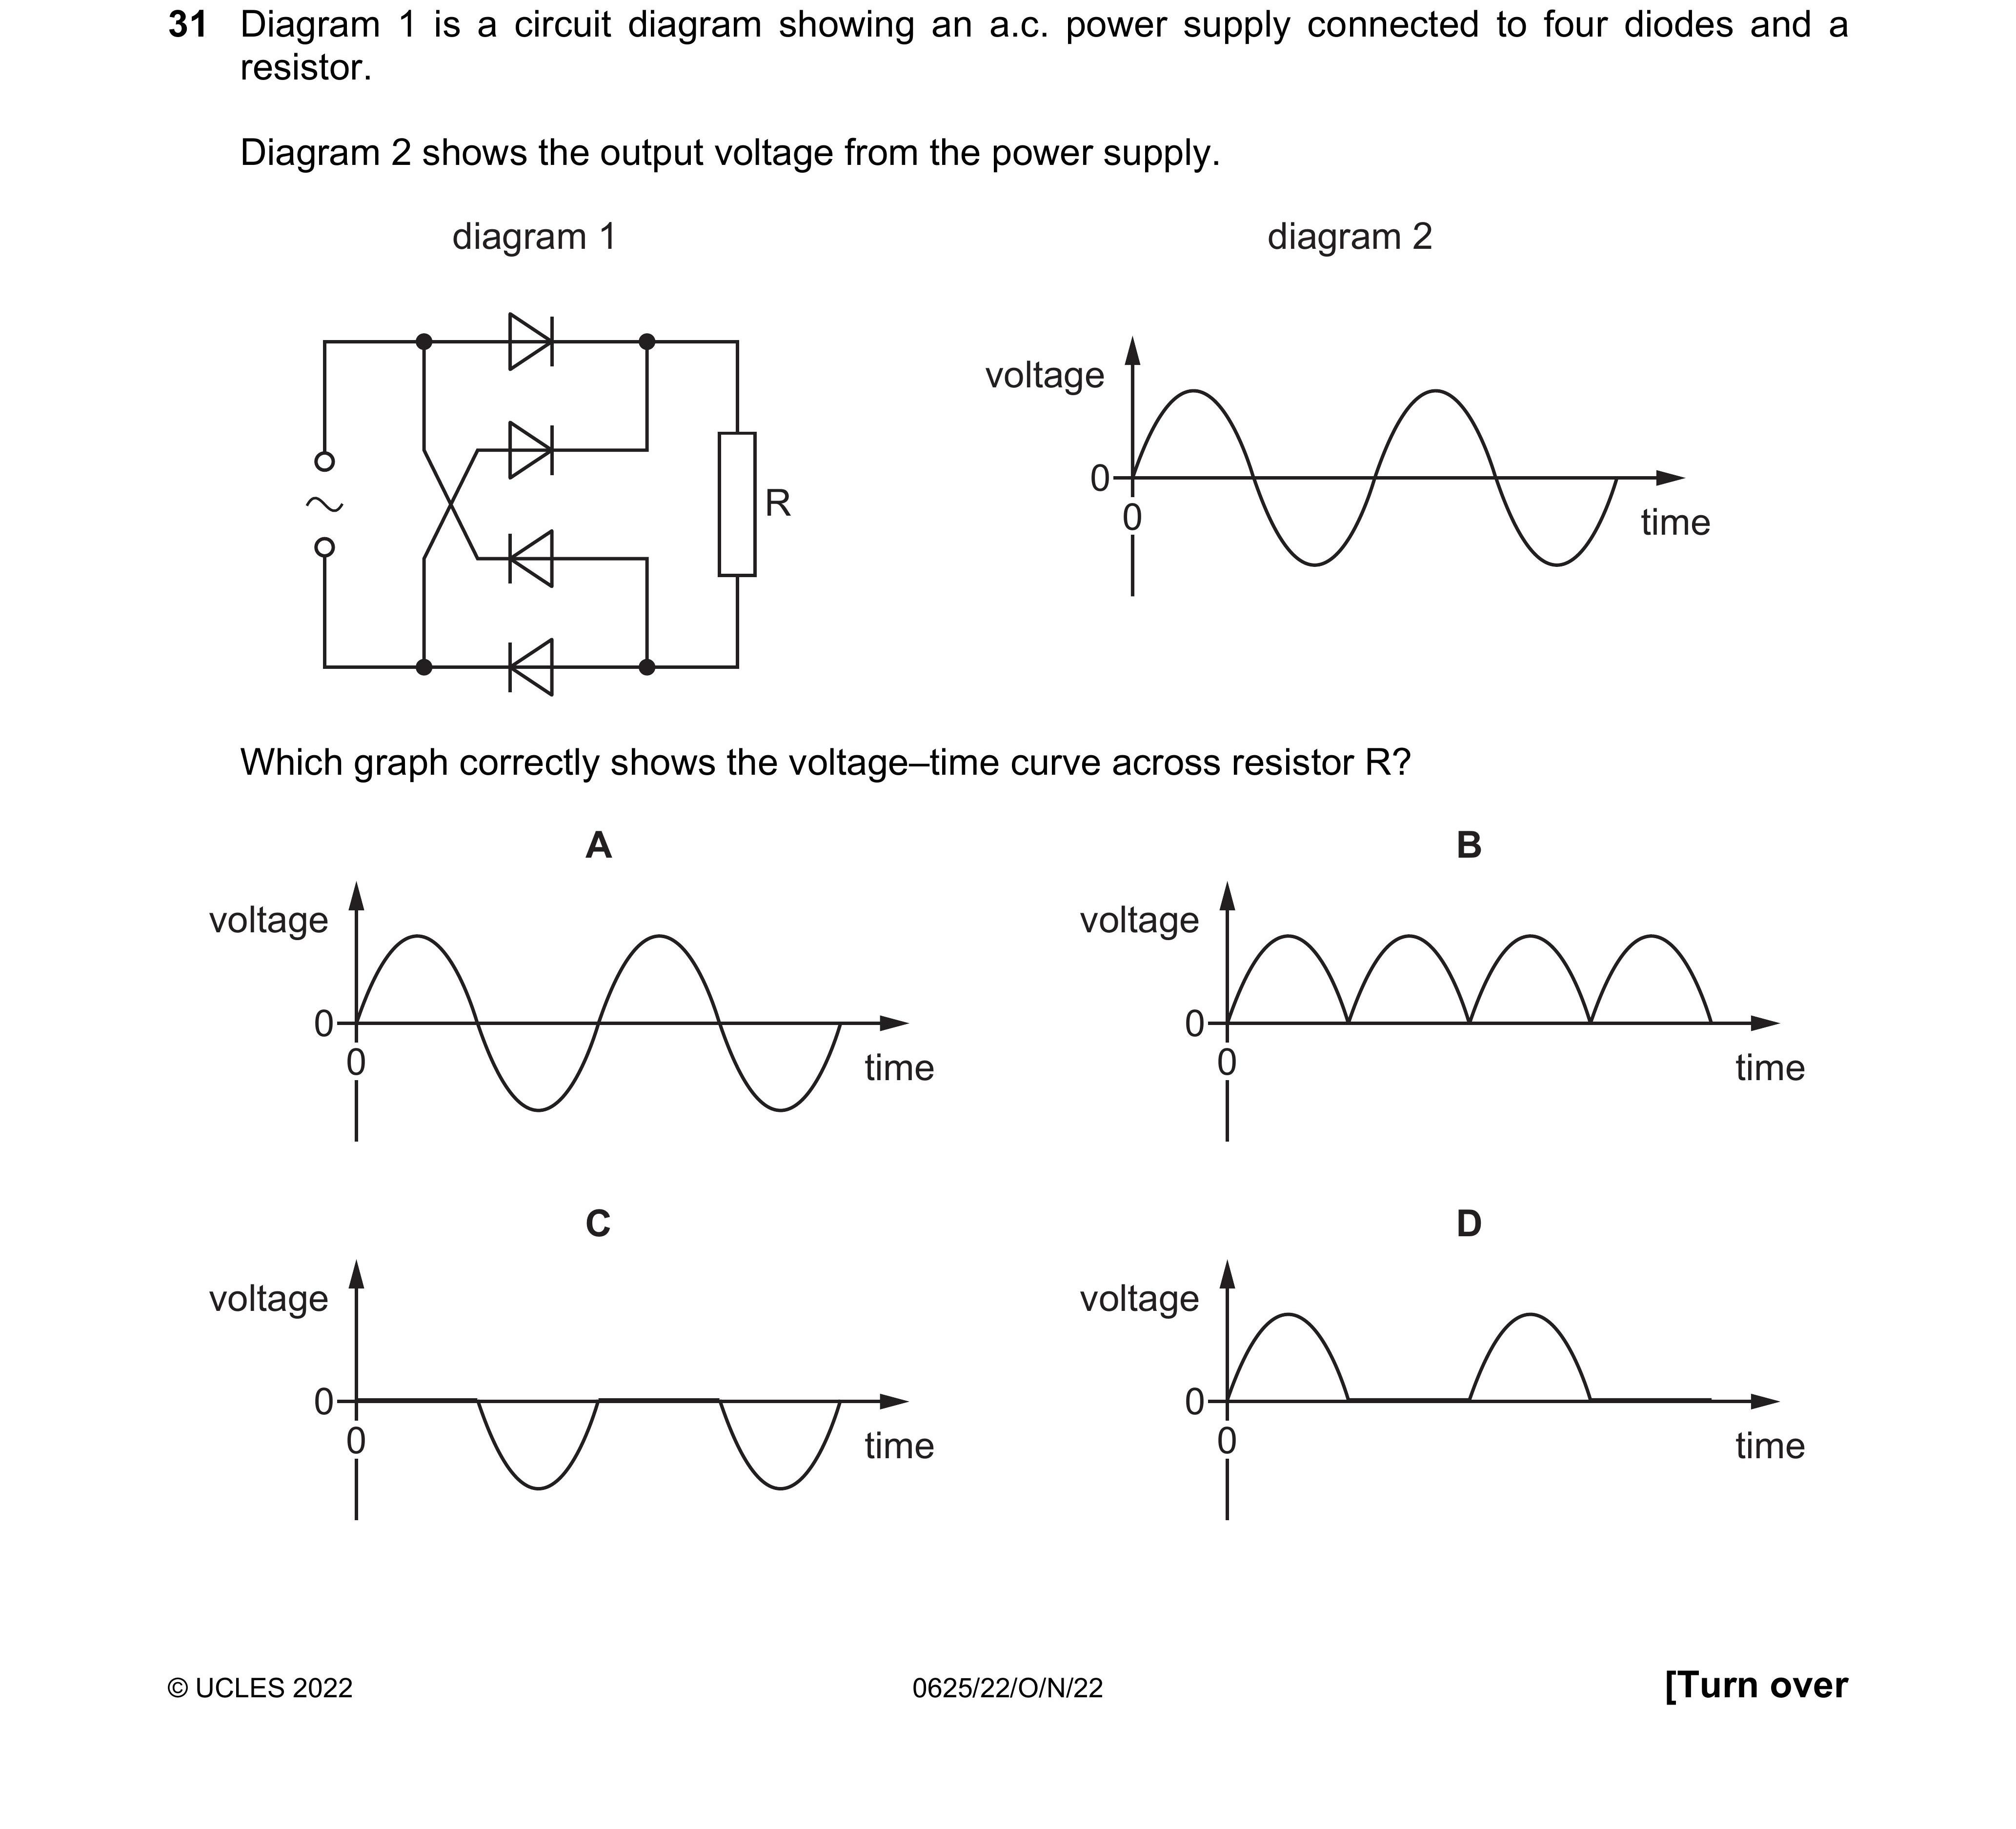 31 Diagram 1 is a circuit diagram showing an a.c. power supply connected to four diodes and a
resistor.
Diagram 2 shows the output voltage from the power supply.
diagram 1
diagram 2
R
voltage
0
0
time
Which graph correctly shows the voltage–time curve across resistor R?
A
voltage
0
0
time
B
voltage
0
0
time
C
voltage
0
0
time
D
voltage
0
0
time
© UCLES 2022
0625/22/O/N/22
[Turn over